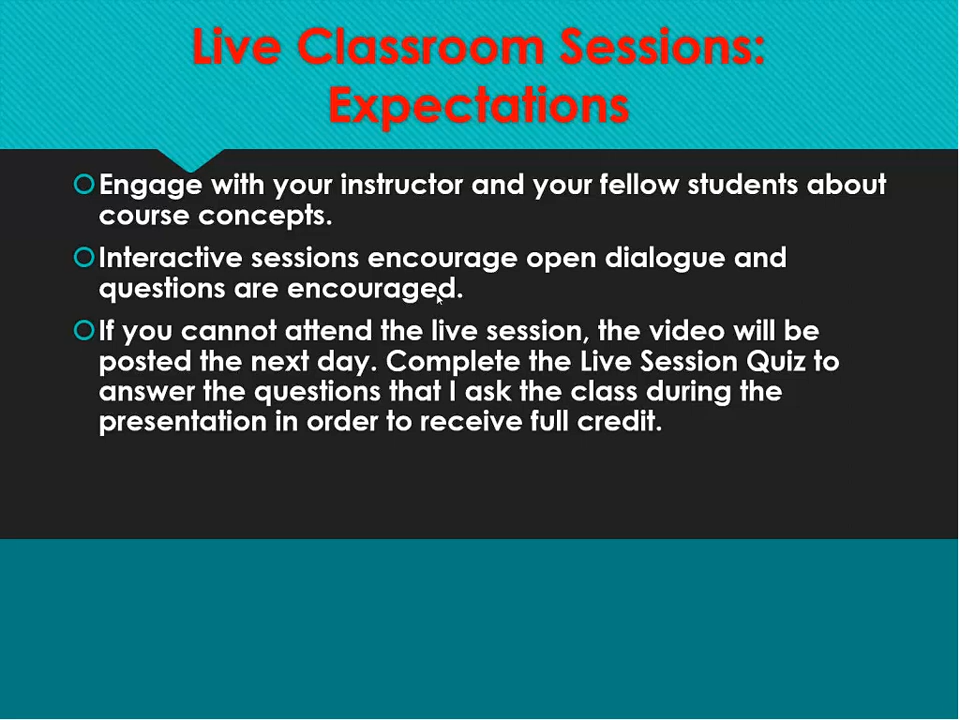 Live Classroom Sessions:
Expectations
Engage with your instructor and your fellow students about
course concepts.
Interactive sessions encourage open dialogue and
questions are encouraged.
If you cannot attend the live session, the video will be
posted the next day. Complete the Live Session Quiz to
answer the questions that I ask the class during the
presentation in order to receive full credit.